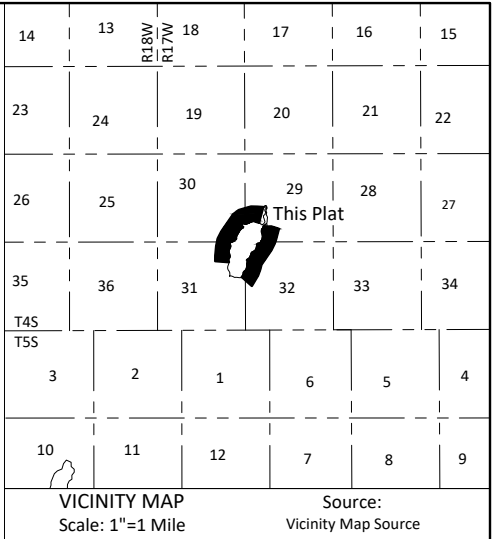 14 13 R18W R17W 18 17 16 15
23 24 19 20 21 22
26 25 30 29 28 27
This Plat
35 36 31 32 33 34
T4S
T5S
3 2 1 6 5 4
10 11 12 7 8 9
VICINITY MAP
Scale: 1"=1 Mile
Source:
Vicinity Map Source